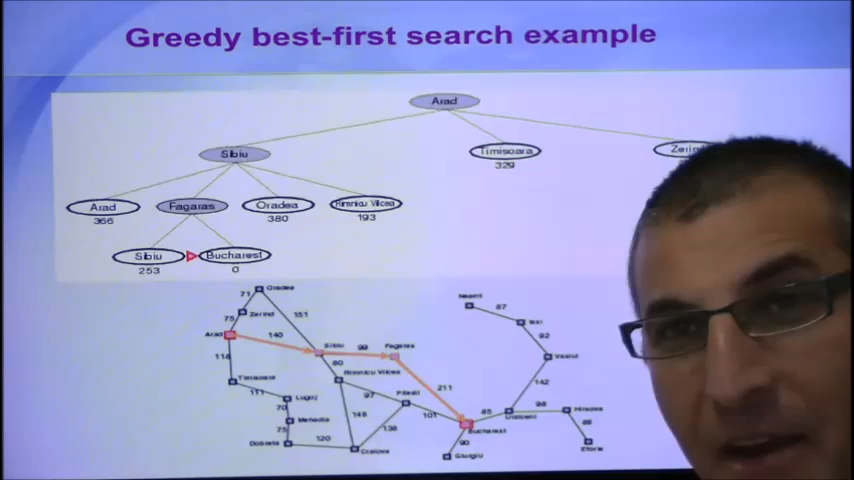 Greedy best-first search example
Arad
Sibiu
Timisoara
329
Zerin
Arad
366
Fagaras
Oradea
380
Rimnicu Vilcea
193
Sibiu
253
Bucharest
0
Oradea
71
Zerind
75
151
Arad
140
118
Sibiu
99
Fagaras
80
Rimnicu Vilcea
Timisoara
111
Lugoj
70
Mehadia
75
Dobreta
120
Craiova
146
97
Pitesti
138
101
211
Bucharest
90
Giurgiu
85
Urziceni
98
Hirsova
86
Eforie
142
Vaslui
92
Iasi
87
Neamt